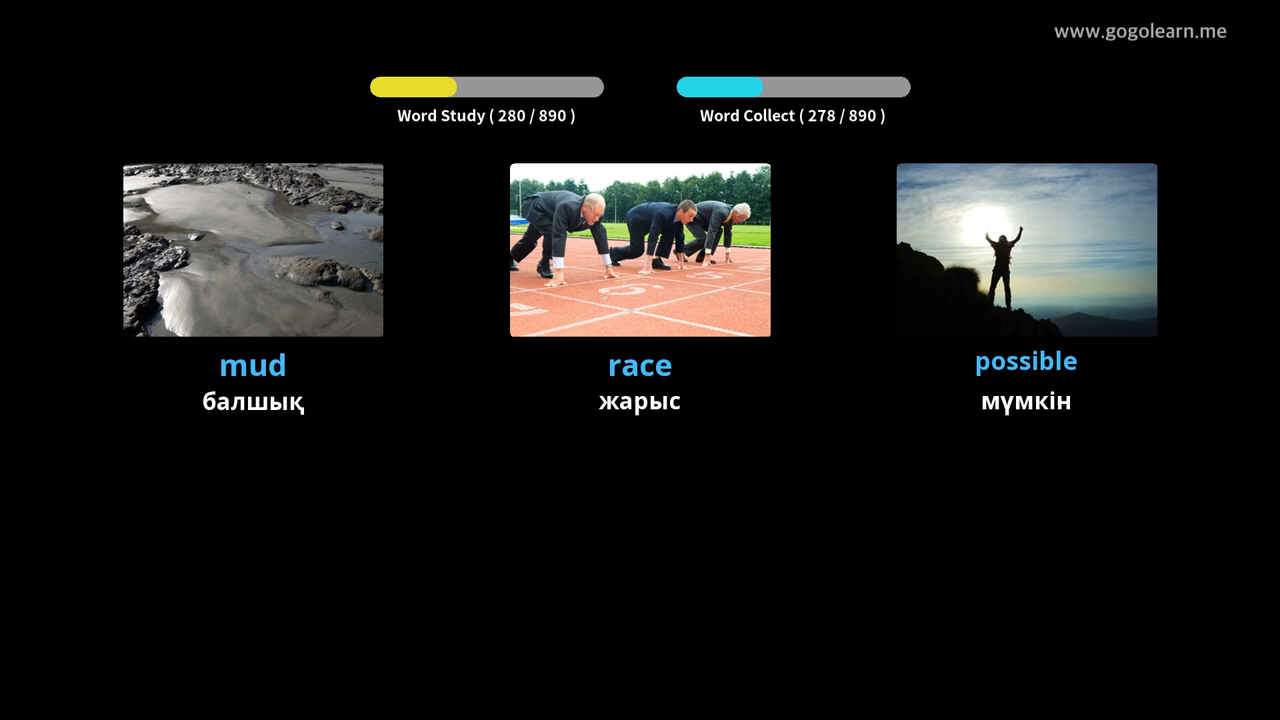 www.gogolearn.me
Word Study ( 280 / 890 )
Word Collect ( 278 / 890 )
mud
балшық
race
жарыс
possible
мүмкін